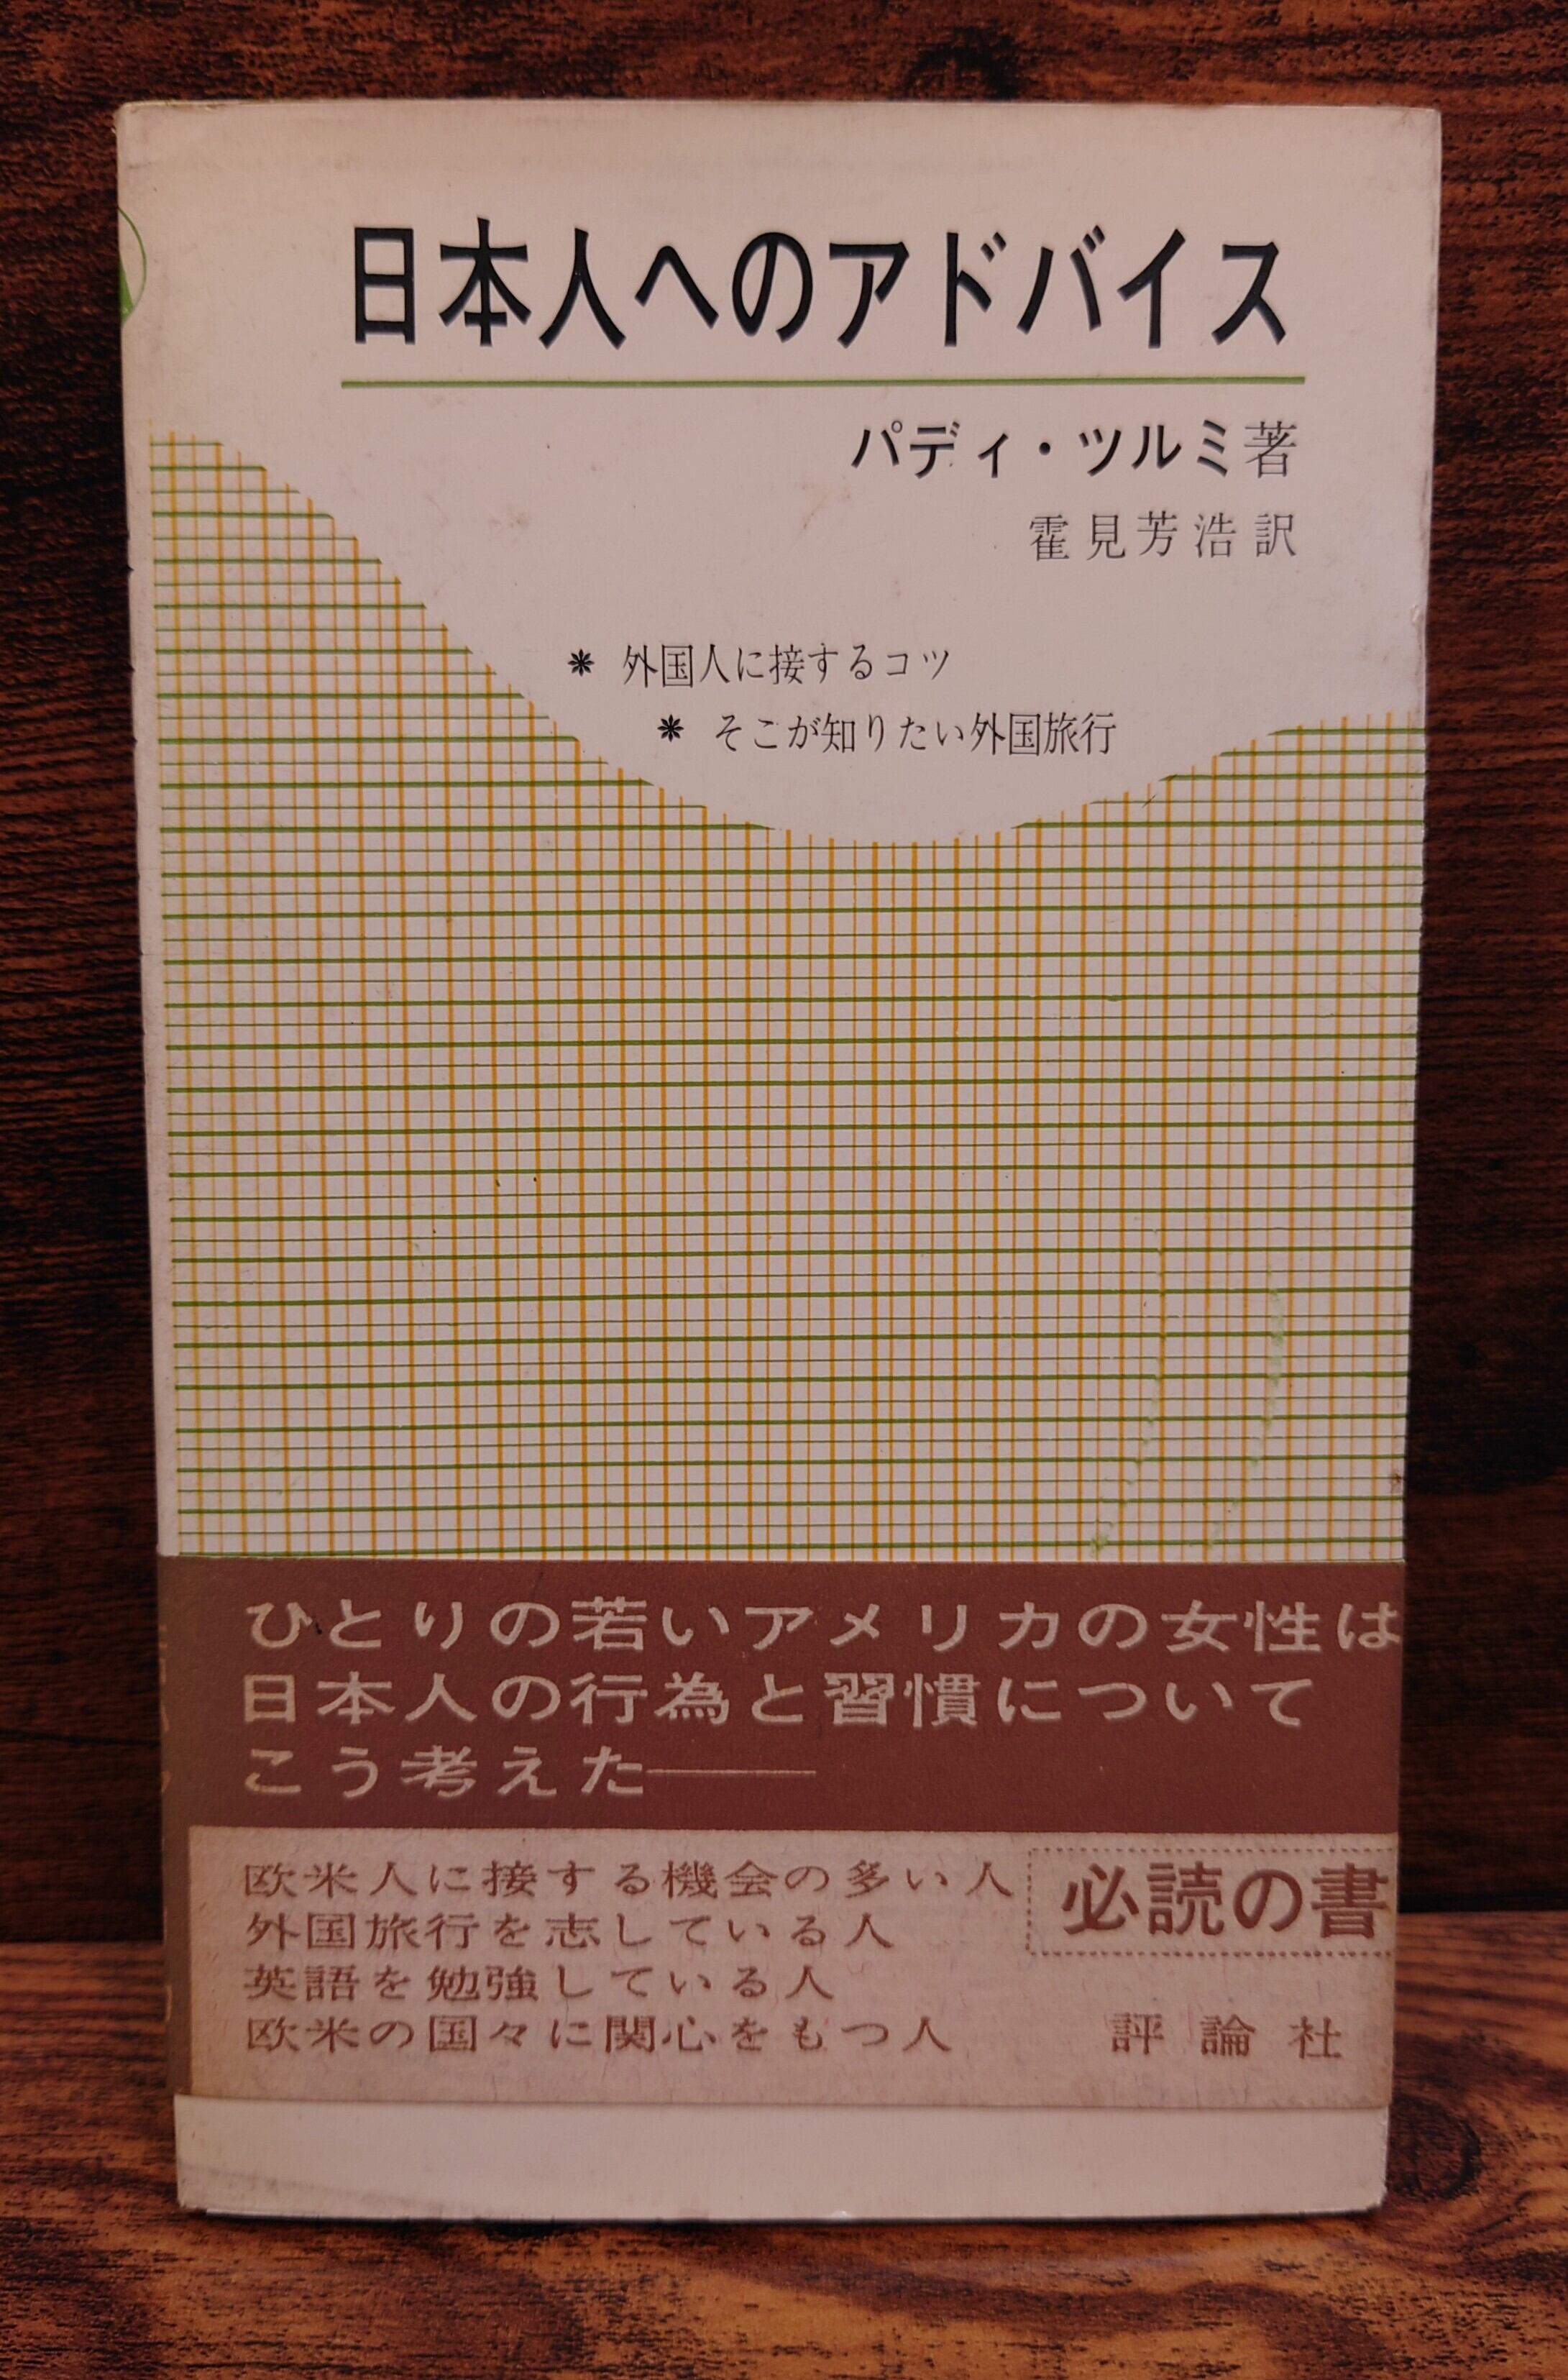 日本人へのアドバイス
パディ・ツルミ著
霍見芳浩訳
* 外国人に接するコツ
* そこが知りたい外国旅行
ひとりの若いアメリカの女性は
日本人の行為と習慣について
こう考えた――
欧米人に接する機会の多い人
外国旅行を志している人
英語を勉強している人
欧米の国々に関心をもつ人
必読の書
評論社